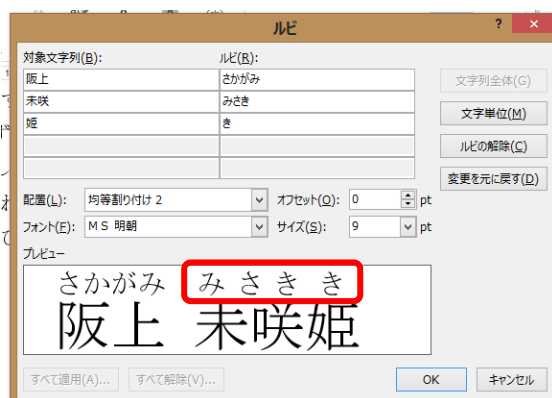 ルビ ? ×
対象文字列(B): ルビ(R):
阪上 さかがみ 文字列全体(G)
未咲 みさき 文字単位(M)
姫 き
ルビの解除(C)
変更を元に戻す(D)
配置(L): 均等割り付け 2 オフセット(O): 0 pt
フォント(F): MS 明朝 サイズ(S): 9 pt
プレビュー
さかがみ みさきき
阪上 未咲姫
すべて適用(A)... すべて解除(V)... OK キャンセル